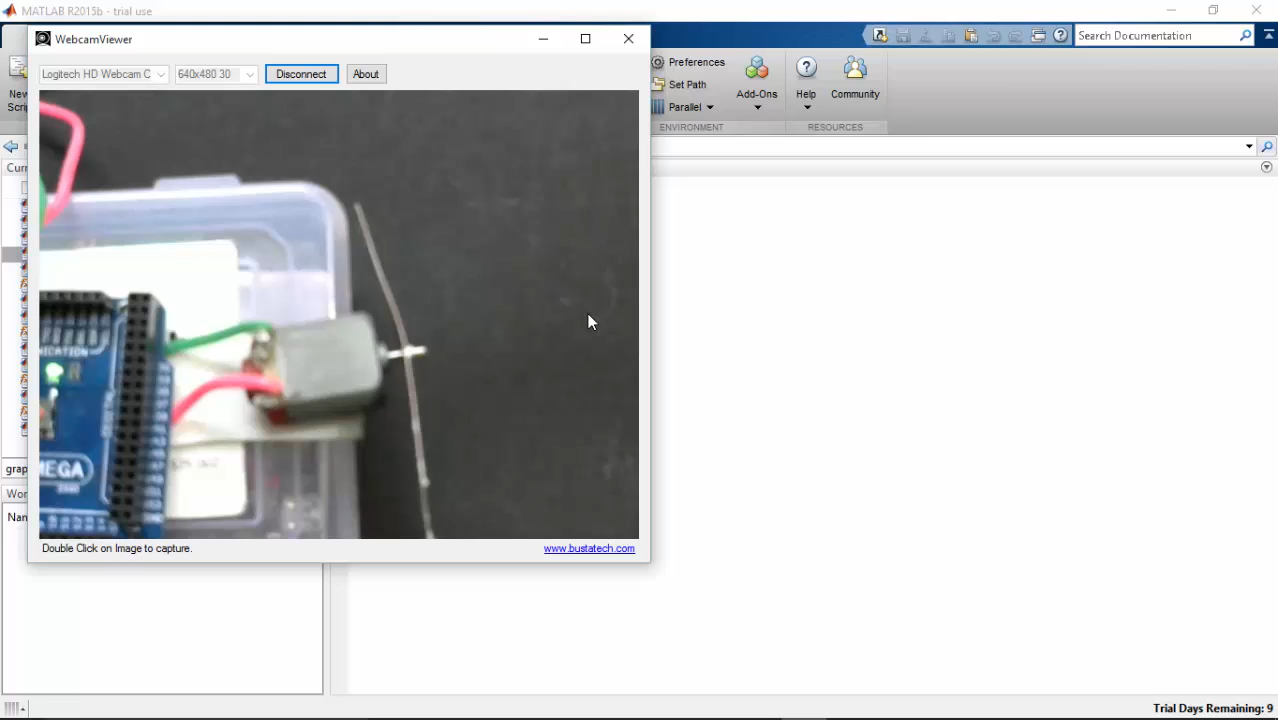 MATLAB R2015b - trial use
WebcamViewer
Search Documentation
Logitech HD Webcam C
640x480 30
Disconnect
About
New
Preferences
Set Path
Parallel
Add-Ons
Help
Community
ENVIRONMENT
RESOURCES
MEGA
Double Click on Image to capture.
www.bustatech.com
Trial Days Remaining: 9